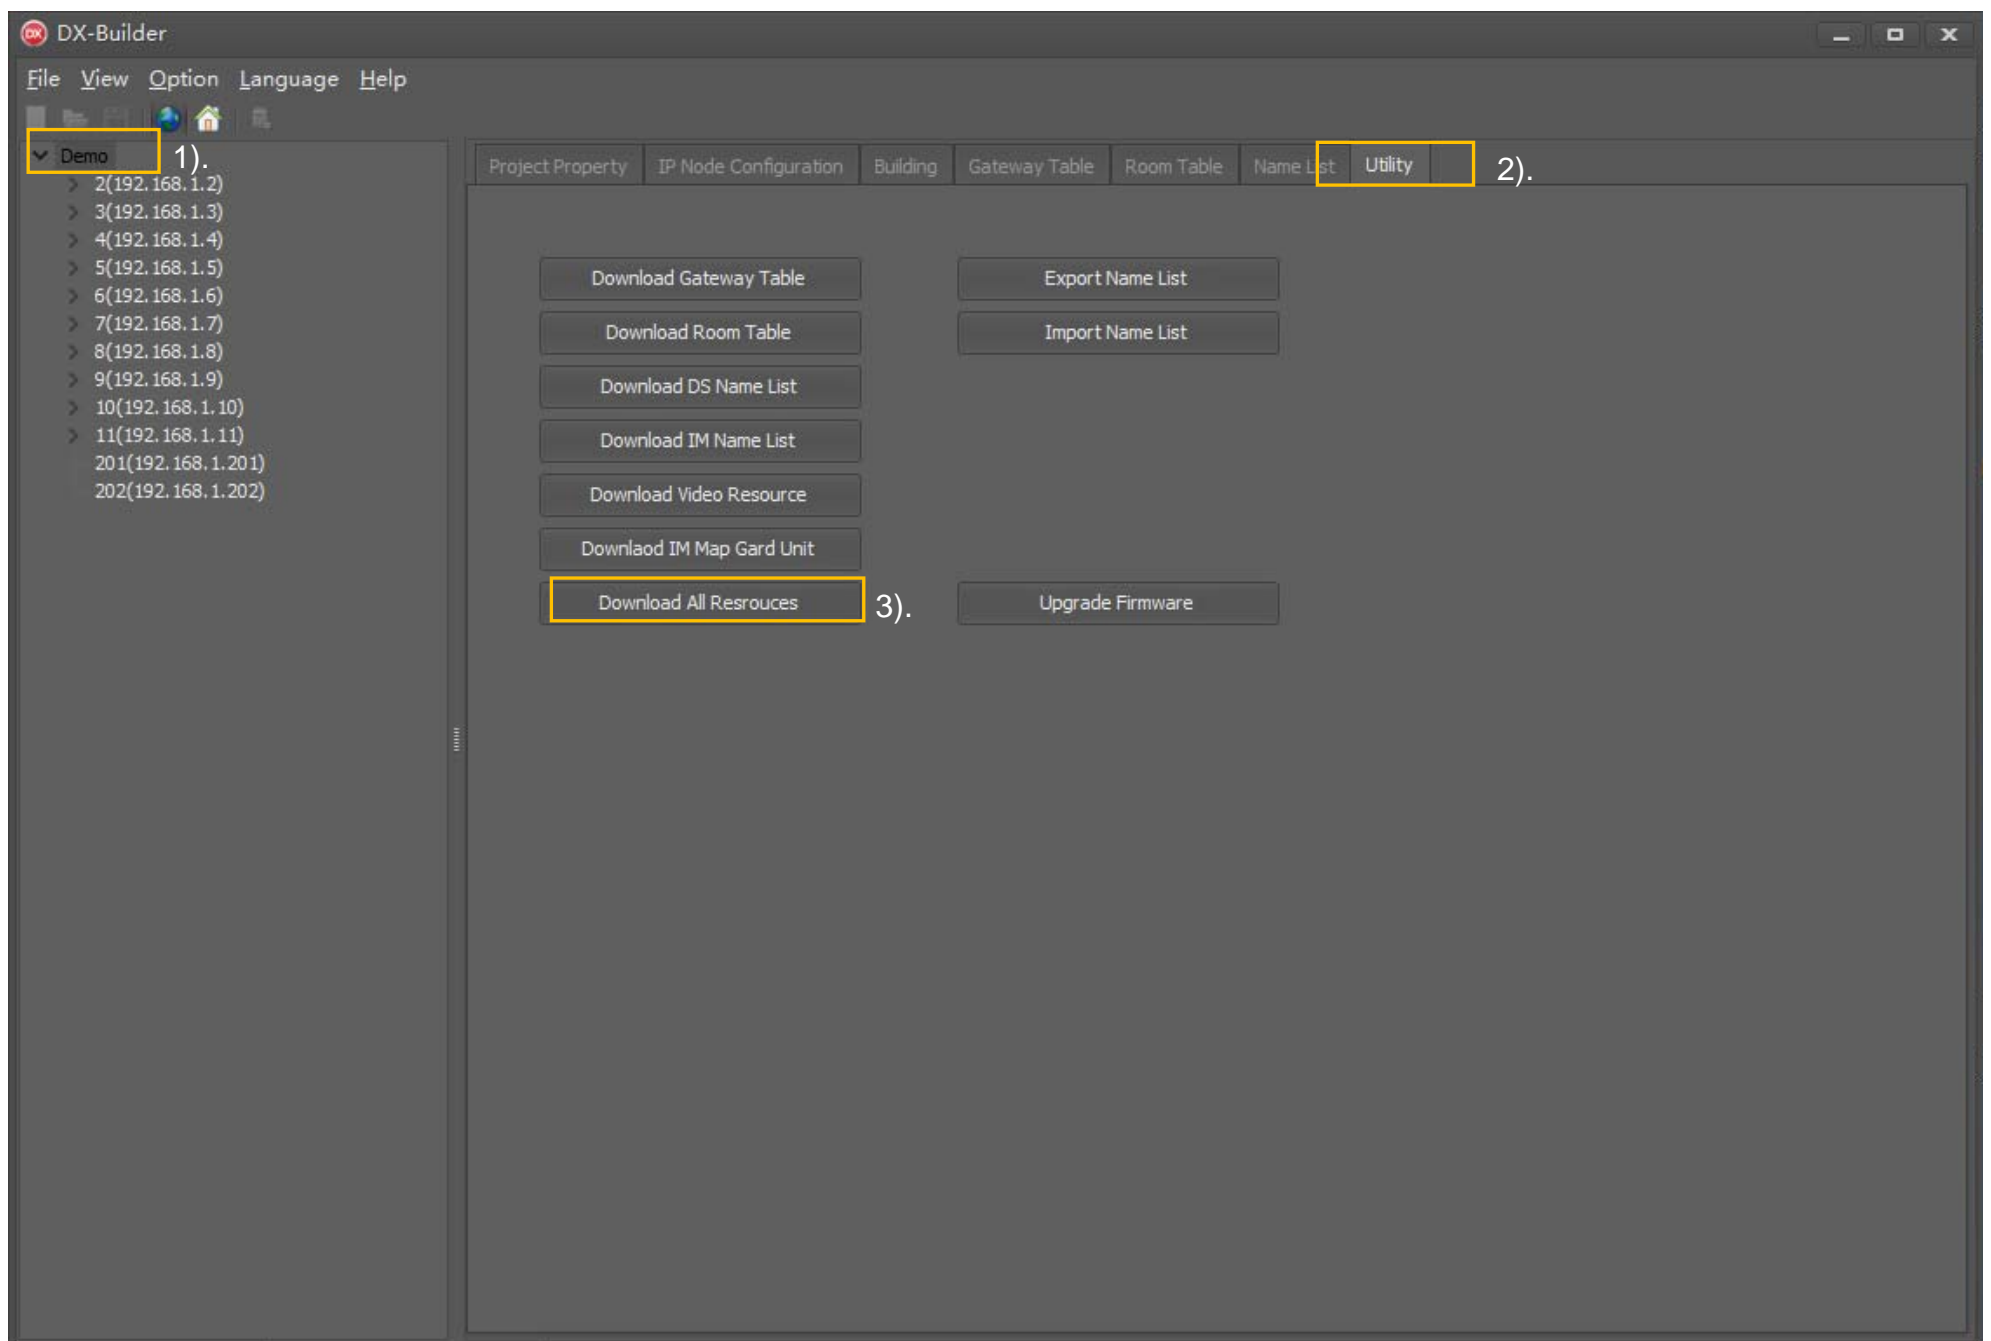 DX DX-Builder
File View Option Language Help
Demo 1).
2(192.168.1.2)
3(192.168.1.3)
4(192.168.1.4)
5(192.168.1.5)
6(192.168.1.6)
7(192.168.1.7)
8(192.168.1.8)
9(192.168.1.9)
10(192.168.1.10)
11(192.168.1.11)
201(192.168.1.201)
202(192.168.1.202)
Project Property IP Node Configuration Building Gateway Table Room Table Name List Utility 2).
Download Gateway Table Export Name List
Download Room Table Import Name List
Download DS Name List
Download IM Name List
Download Video Resource
Downlaod IM Map Gard Unit
Download All Resrouces 3). Upgrade Firmware